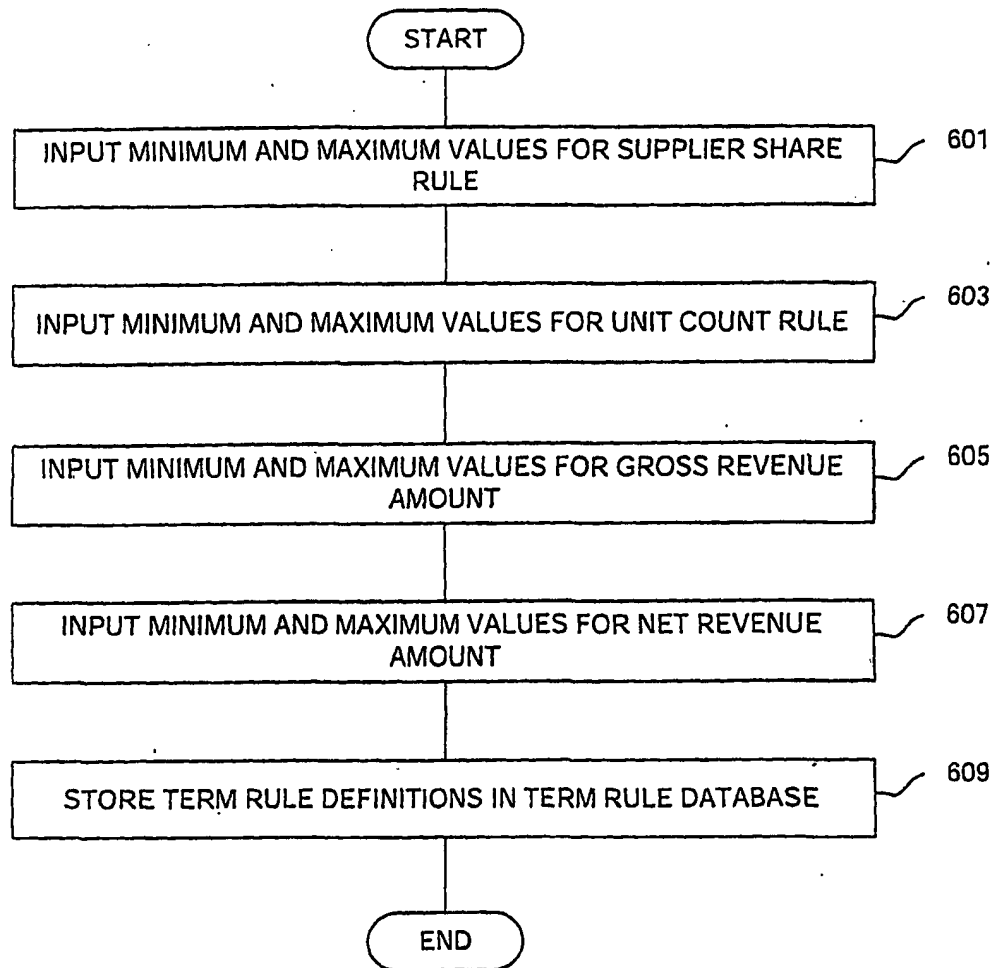 START
INPUT MINIMUM AND MAXIMUM VALUES FOR SUPPLIER SHARE
RULE
601
INPUT MINIMUM AND MAXIMUM VALUES FOR UNIT COUNT RULE
603
INPUT MINIMUM AND MAXIMUM VALUES FOR GROSS REVENUE
AMOUNT
605
INPUT MINIMUM AND MAXIMUM VALUES FOR NET REVENUE
AMOUNT
607
STORE TERM RULE DEFINITIONS IN TERM RULE DATABASE
609
END